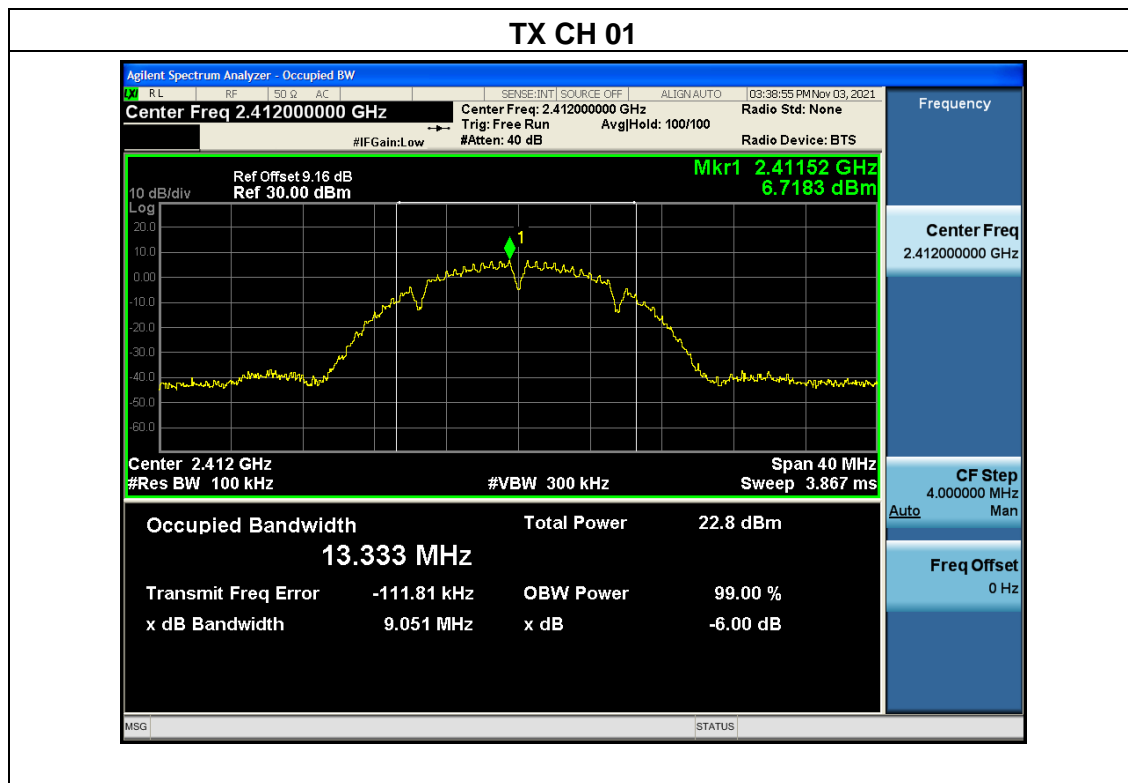 TX CH 01
Agilent Spectrum Analyzer - Occupied BW
LXI RL RF 50 Ω AC SENSE:INT SOURCE OFF ALIGN AUTO 03:38:55 PM Nov 03, 2021
Center Freq 2.412000000 GHz
Center Freq: 2.412000000 GHz
Radio Std: None
Trig: Free Run
Avg|Hold: 100/100
#IFGain:Low
#Atten: 40 dB
Radio Device: BTS
Mkr1 2.41152 GHz
6.7183 dBm
Ref Offset 9.16 dB
10 dB/div
Ref 30.00 dBm
Log
20.0
10.0
0.00
-10.0
-20.0
-30.0
-40.0
-50.0
-60.0
1
Center 2.412 GHz
Span 40 MHz
#Res BW 100 kHz
#VBW 300 kHz
Sweep 3.867 ms
Occupied Bandwidth
Total Power 22.8 dBm
13.333 MHz
Transmit Freq Error -111.81 kHz
OBW Power 99.00 %
x dB Bandwidth 9.051 MHz
x dB -6.00 dB
MSG
STATUS
Frequency
Center Freq
2.412000000 GHz
CF Step
4.000000 MHz
Auto Man
Freq Offset
0 Hz